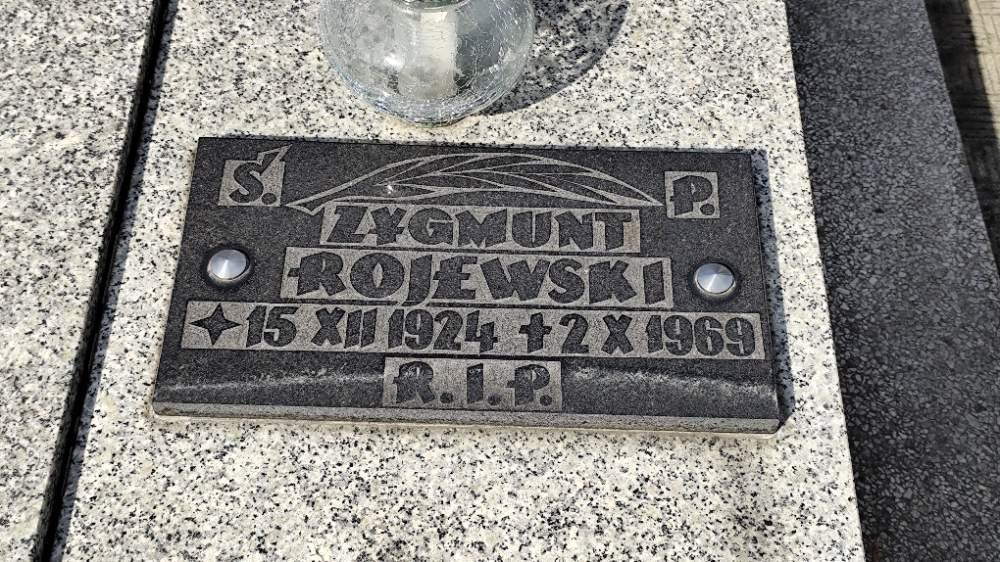 Ś. P.
ZYGMUNT
ROJEWSKI
15 XII 1924 2 X 1969
R.I.P.